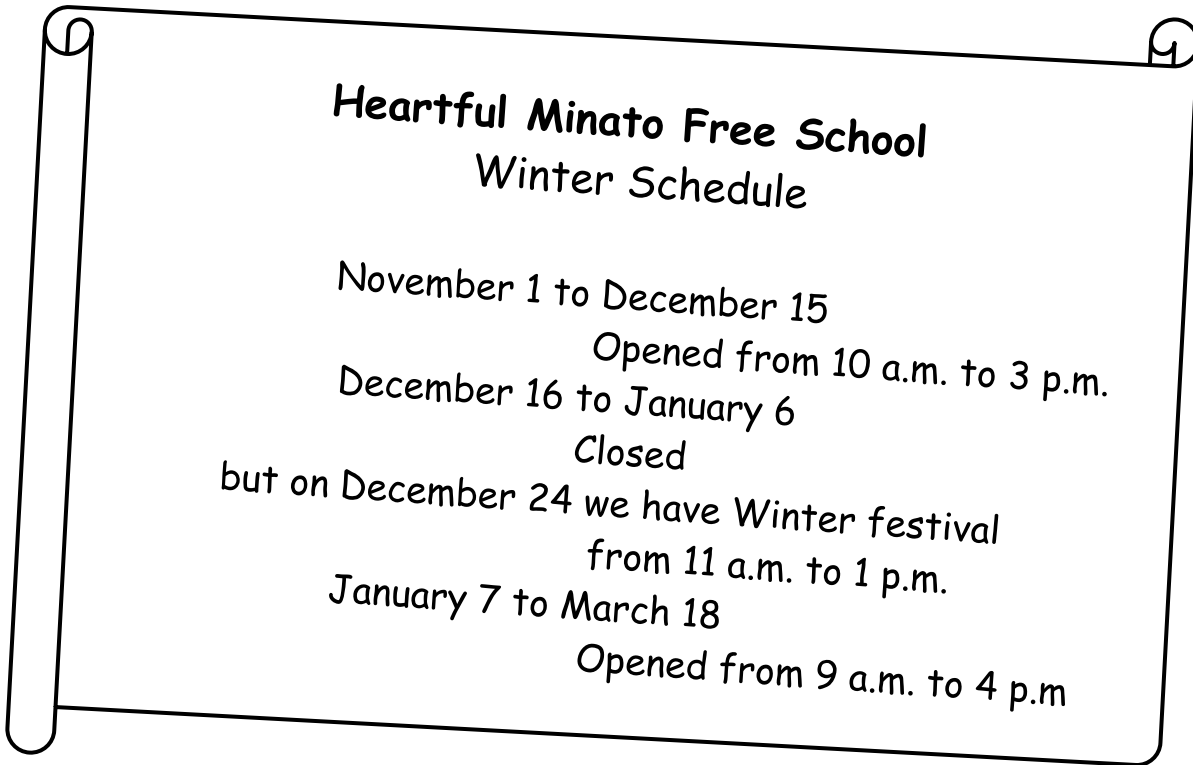 Heartful Minato Free School
Winter Schedule
November 1 to December 15
Opened from 10 a.m. to 3 p.m.
December 16 to January 6
Closed
but on December 24 we have Winter festival
from 11 a.m. to 1 p.m.
January 7 to March 18
Opened from 9 a.m. to 4 p.m